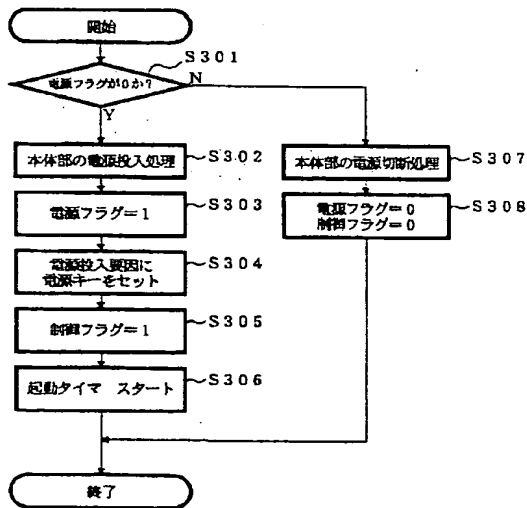 開始
S301
電源フラグが0か?
N
Y
本体部の電源投入処理
S302
電源フラグ=1
S303
電源投入要因に
電源キーをセット
S304
制御フラグ=1
S305
起動タイマ スタート
S306
本体部の電源切断処理
S307
電源フラグ=0
制御フラグ=0
S308
終了